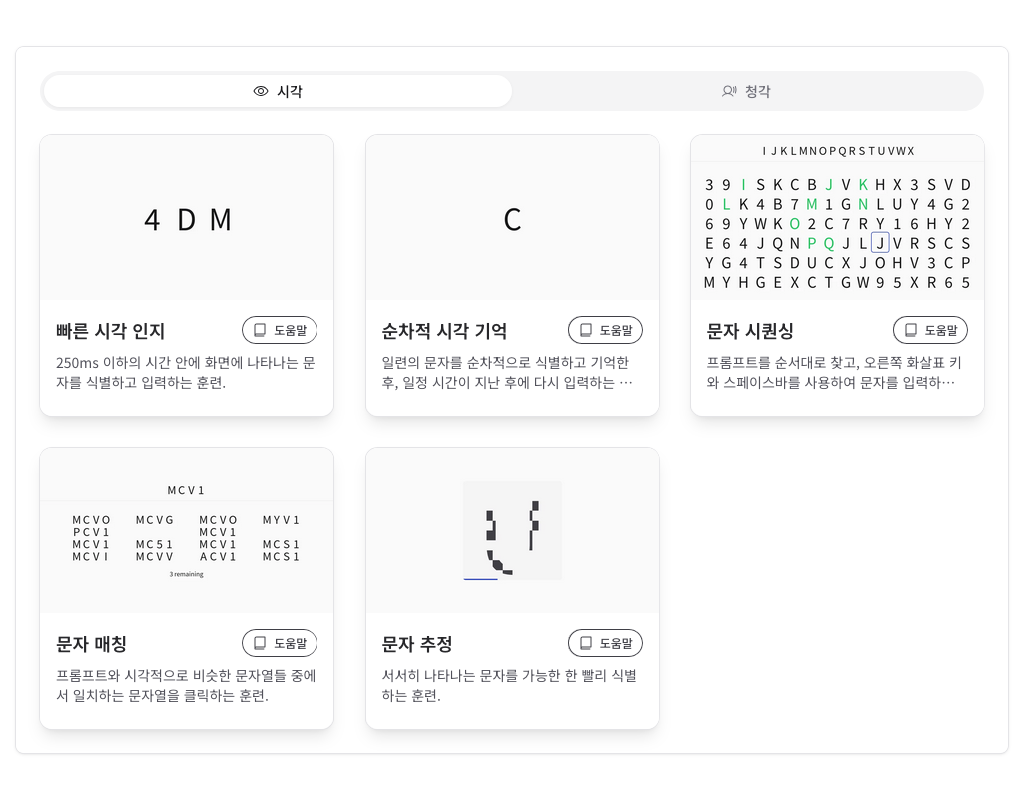 시각
청각
4 D M
C
I J K L M N O P Q R S T U V W X
3 9 I S K C B J V K H X 3 S V D
0 L K 4 B 7 M 1 G N L U Y 4 G 2
6 9 Y W K O 2 C 7 R Y 1 6 H Y 2
E 6 4 J Q N P Q J L J V R S C S
Y G 4 T S D U C X J O H V 3 C P
M Y H G E X C T G W 9 5 X R 6 5
빠른 시각 인지
도움말
250ms 이하의 시간 안에 화면에 나타나는 문
자를 식별하고 입력하는 훈련.
순차적 시각 기억
도움말
일련의 문자를 순차적으로 식별하고 기억한
후, 일정 시간이 지난 후에 다시 입력하는 …
문자 시퀀싱
도움말
프롬프트를 순서대로 찾고, 오른쪽 화살표 키
와 스페이스바를 사용하여 문자를 입력하…
M C V 1
M C V O M C V G M C V O M Y V 1
P C V 1 M C V 1
M C V 1 M C 5 1 M C V 1 M C S 1
M C V I M C V V A C V 1 M C S 1
3 remaining
문자 매칭
도움말
프롬프트와 시각적으로 비슷한 문자열들 중에
서 일치하는 문자열을 클릭하는 훈련.
문자 추정
도움말
서서히 나타나는 문자를 가능한 한 빨리 식별
하는 훈련.